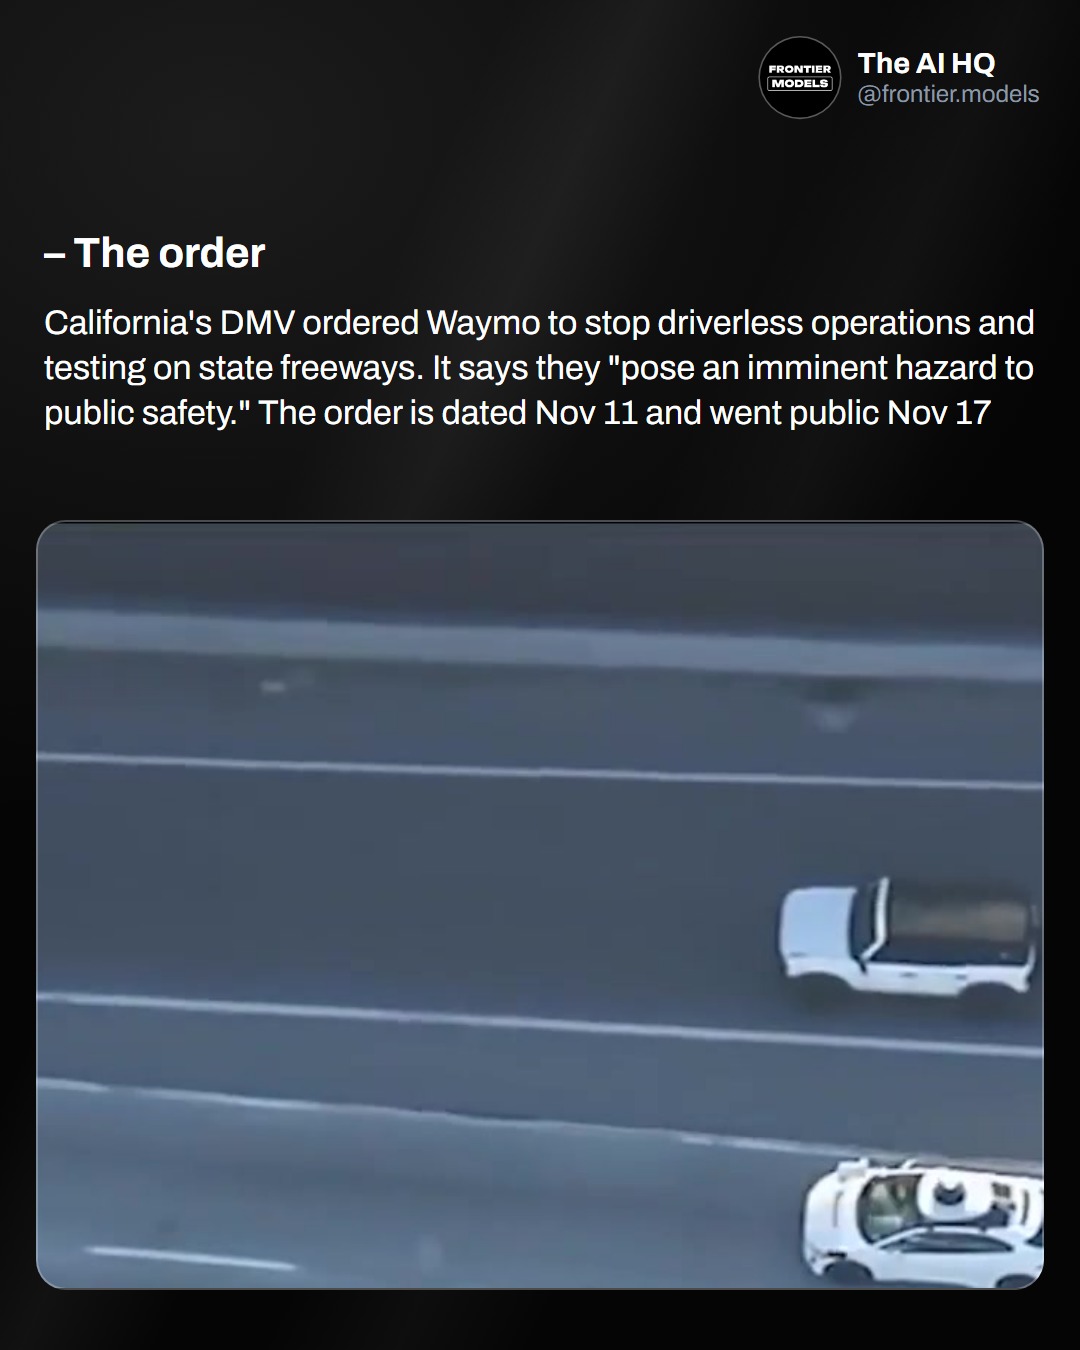 FRONTIER
MODELS
The AI HQ
@frontier.models
– The order
California's DMV ordered Waymo to stop driverless operations and
testing on state freeways. It says they "pose an imminent hazard to
public safety." The order is dated Nov 11 and went public Nov 17